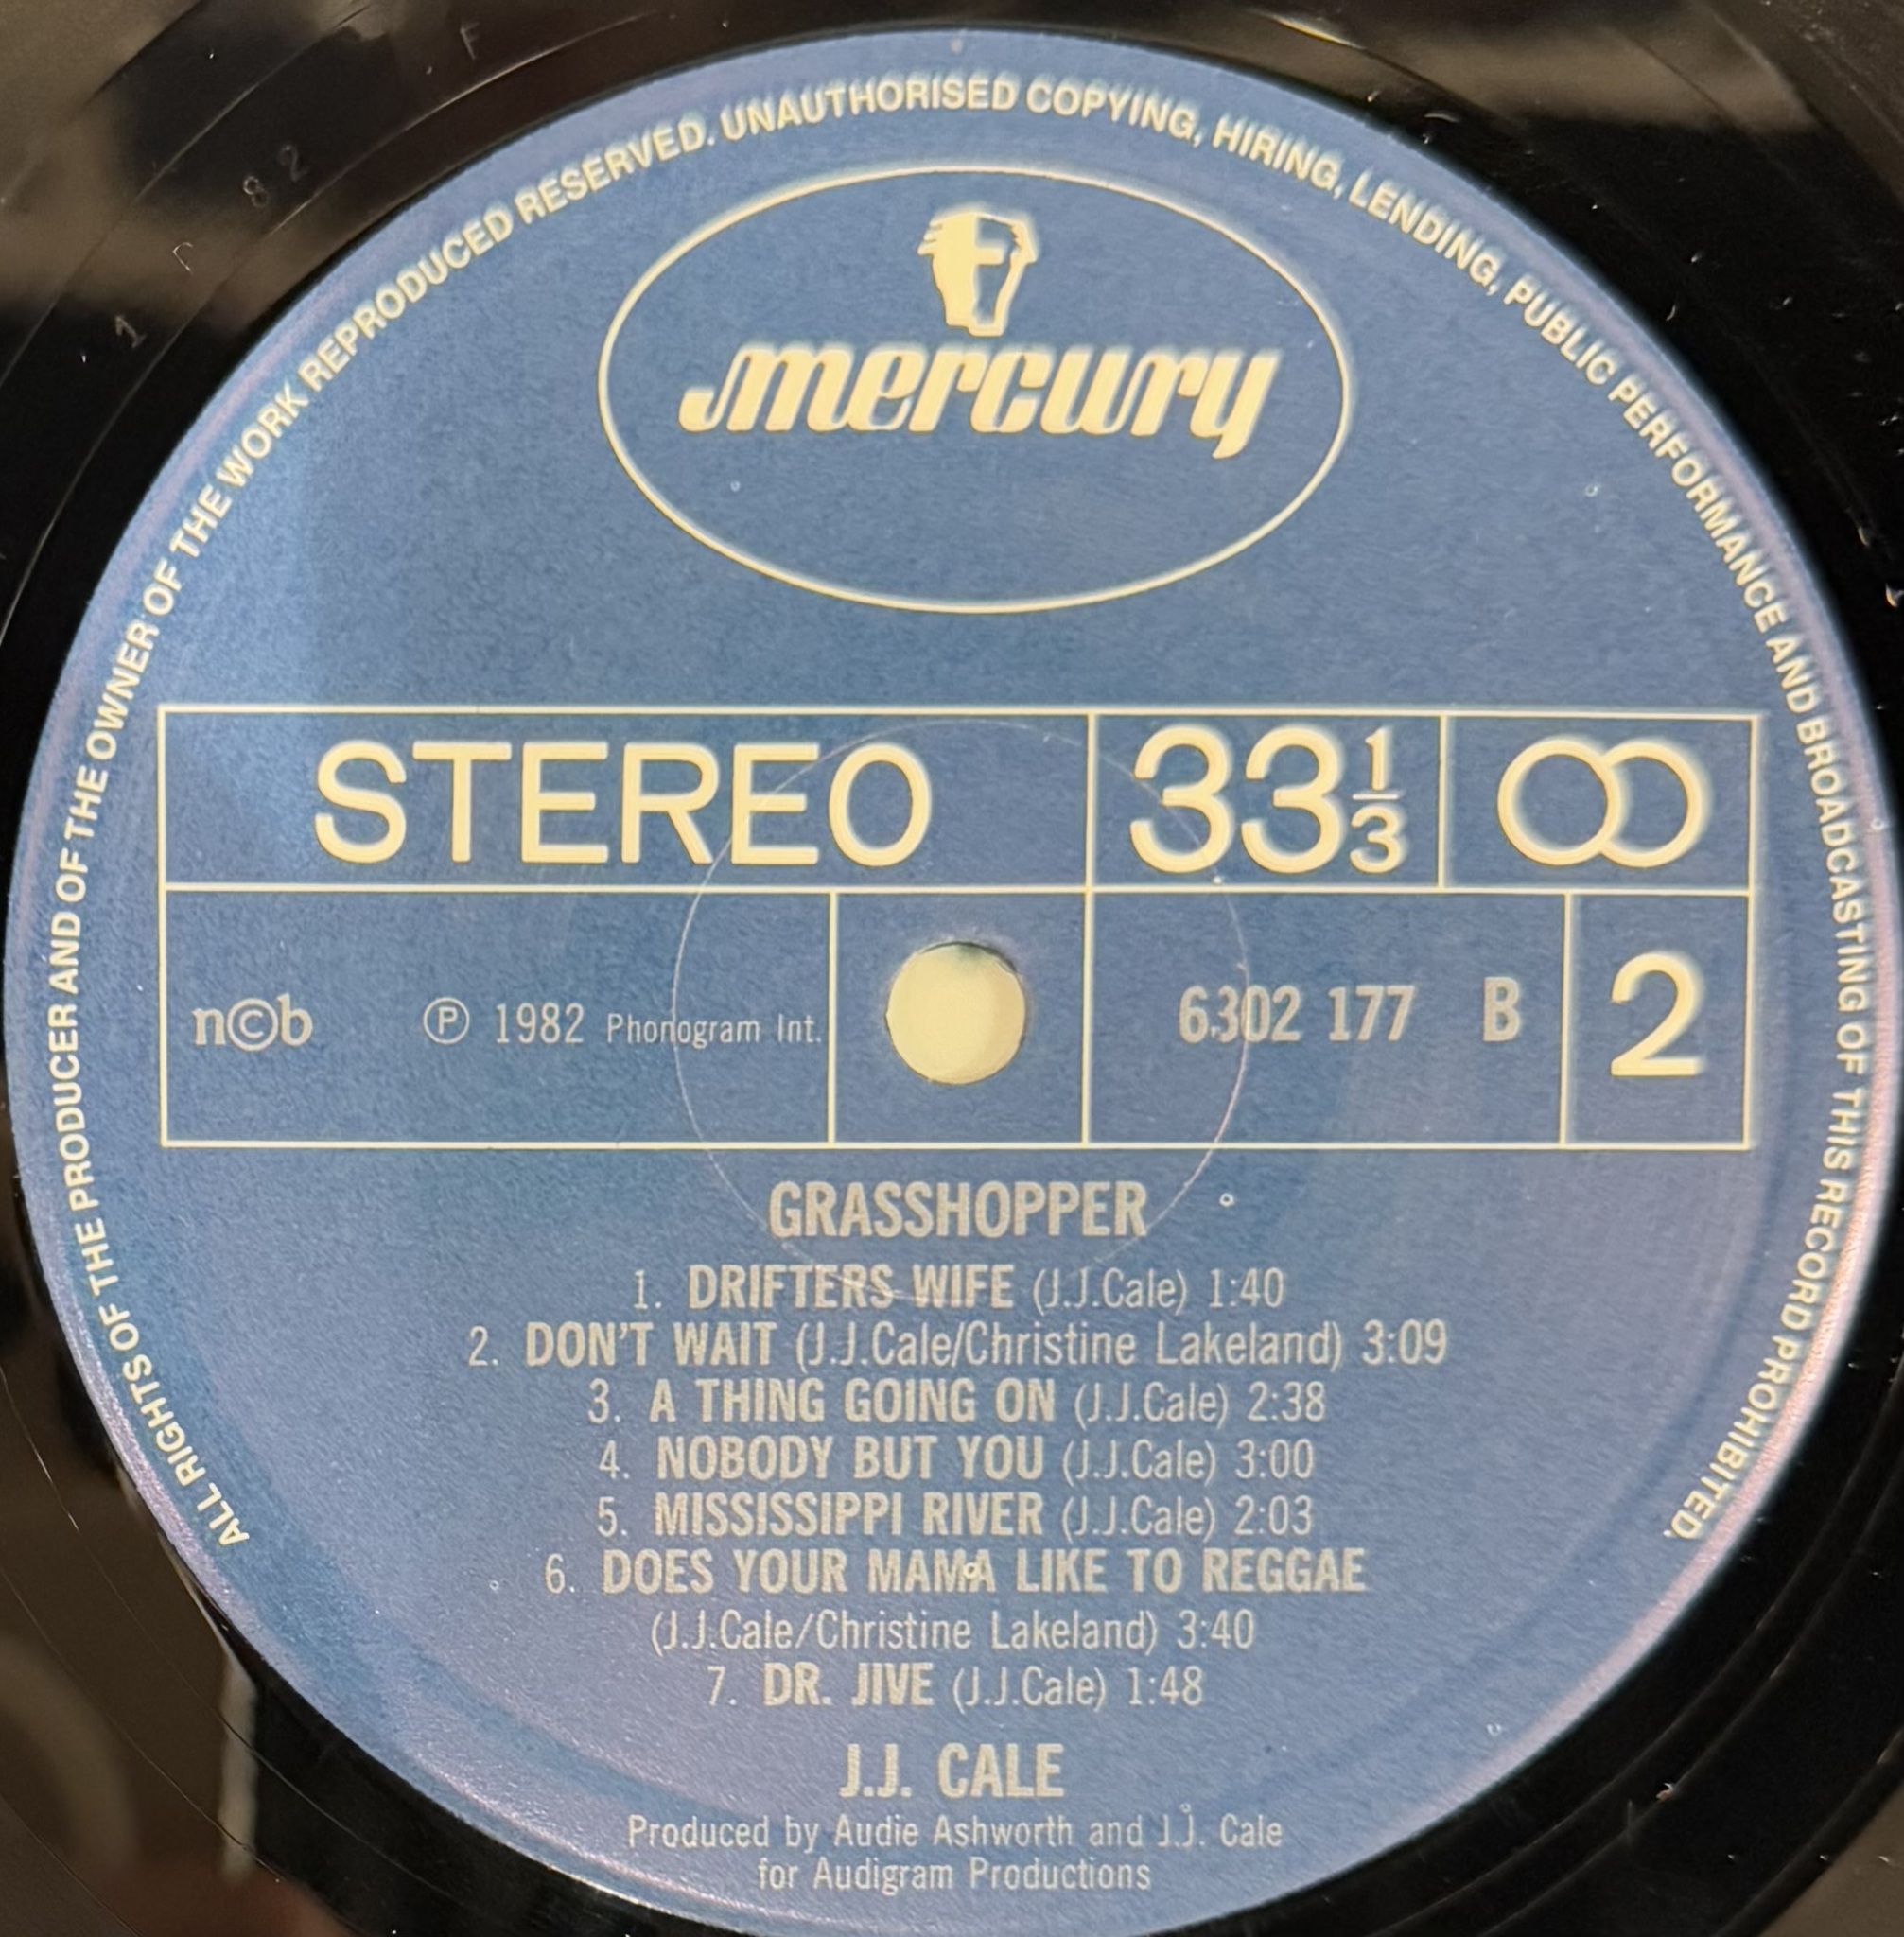 ALL RIGHTS OF THE PRODUCER AND OF THE OWNER OF THE WORK REPRODUCED RESERVED. UNAUTHORISED COPYING, HIRING, LENDING, PUBLIC PERFORMANCE AND BROADCASTING OF THIS RECORD PROHIBITED.
mercury
STEREO 33 1/3
n©b ℗ 1982 Phonogram Int. 6302 177 B 2
GRASSHOPPER
1. DRIFTERS WIFE (J.J.Cale) 1:40
2. DON'T WAIT (J.J.Cale/Christine Lakeland) 3:09
3. A THING GOING ON (J.J.Cale) 2:38
4. NOBODY BUT YOU (J.J.Cale) 3:00
5. MISSISSIPPI RIVER (J.J.Cale) 2:03
6. DOES YOUR MAMA LIKE TO REGGAE
(J.J.Cale/Christine Lakeland) 3:40
7. DR. JIVE (J.J.Cale) 1:48
J.J. CALE
Produced by Audie Ashworth and J.J. Cale
for Audigram Productions